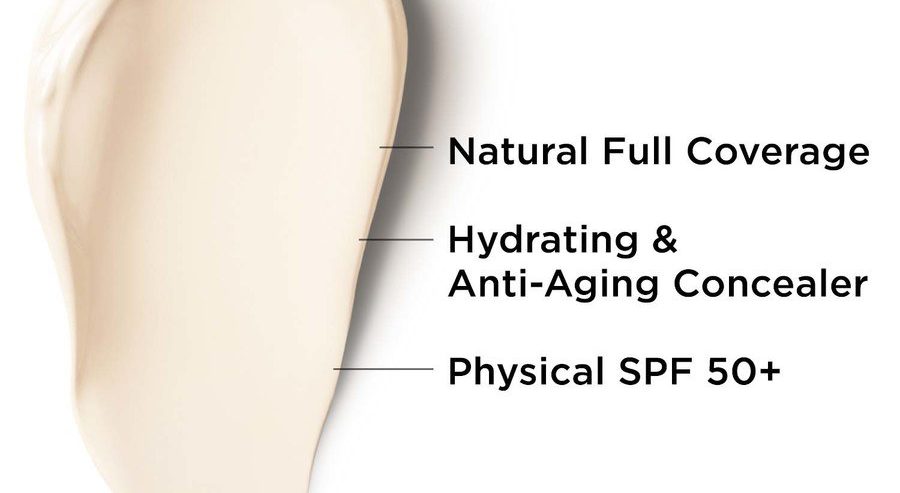 Natural Full Coverage
Hydrating &
Anti-Aging Concealer
Physical SPF 50+